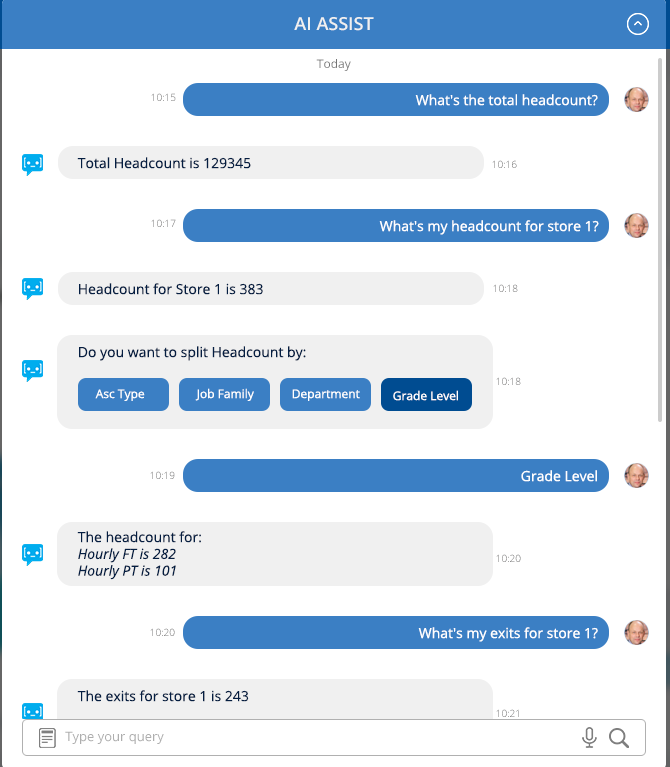 AI ASSIST
Today
10:15
What's the total headcount?
Total Headcount is 129345
10:16
10:17
What's my headcount for store 1?
Headcount for Store 1 is 383
10:18
Do you want to split Headcount by:
Asc Type Job Family Department Grade Level
10:18
10:19
Grade Level
The headcount for:
Hourly FT is 282
Hourly PT is 101
10:20
10:20
What's my exits for store 1?
The exits for store 1 is 243
10:21
Type your query